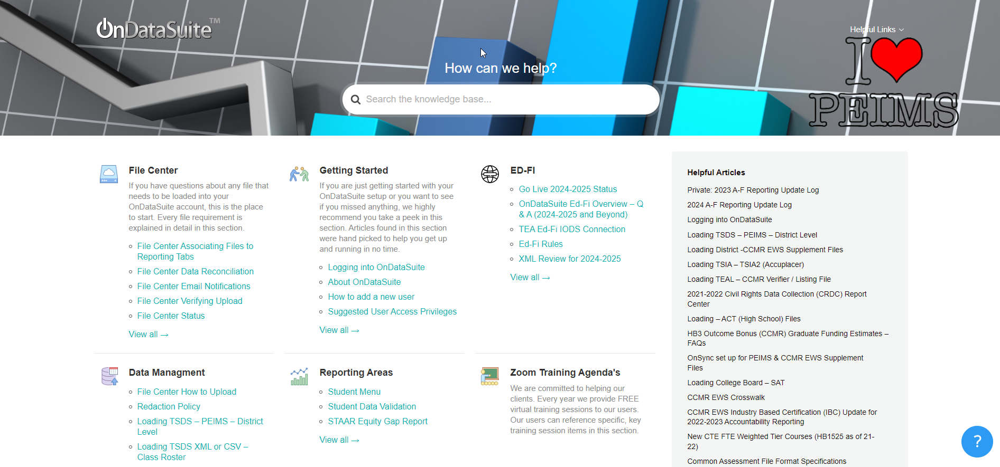 OnDataSuite™
Helpful Links
I
PEIMS
How can we help?
Search the knowledge base...
File Center
If you have questions about any file that
needs to be loaded into your
OnDataSuite account, this is the place
to start. Every file requirement is
explained in detail in this section.
File Center Associating Files to
Reporting Tabs
File Center Data Reconciliation
File Center Email Notifications
File Center Verifying Upload
File Center Status
View all →
Getting Started
If you are just getting started with your
OnDataSuite setup or you want to see
if you missed anything, we highly
recommend you take a peek in this
section. Articles found in this section
were hand picked to help you get up
and running in no time.
Logging into OnDataSuite
About OnDataSuite
How to add a new user
Suggested User Access Privileges
View all →
ED-FI
Go Live 2024-2025 Status
OnDataSuite Ed-Fi Overview – Q
& A (2024-2025 and Beyond)
TEA Ed-Fi IODS Connection
Ed-Fi Rules
XML Review for 2024-2025
View all →
Data Managment
File Center How to Upload
Redaction Policy
Loading TSDS – PEIMS – District
Level
Loading TSDS XML or CSV –
Class Roster
Reporting Areas
Student Menu
Student Data Validation
STAAR Equity Gap Report
View all →
Zoom Training Agenda's
We are committed to helping our
clients. Every year we provide FREE
virtual training sessions to our users.
Our users can reference specific, key
training session items in this section.
Helpful Articles
Private: 2023 A-F Reporting Update Log
2024 A-F Reporting Update Log
Logging into OnDataSuite
Loading TSDS – PEIMS – District Level
Loading District -CCMR EWS Supplement Files
Loading TSIA – TSIA2 (Accuplacer)
Loading TEAL – CCMR Verifier / Listing File
2021-2022 Civil Rights Data Collection (CRDC) Report
Center
Loading – ACT (High School) Files
HB3 Outcome Bonus (CCMR) Graduate Funding Estimates –
FAQs
OnSync set up for PEIMS & CCMR EWS Supplement
Files
Loading College Board – SAT
CCMR EWS Crosswalk
CCMR EWS Industry Based Certification (IBC) Update for
2022-2023 Accountability Reporting
New CTE FTE Weighted Tier Courses (HB1525 as of 21-
22)
Common Assessment File Format Specifications
?